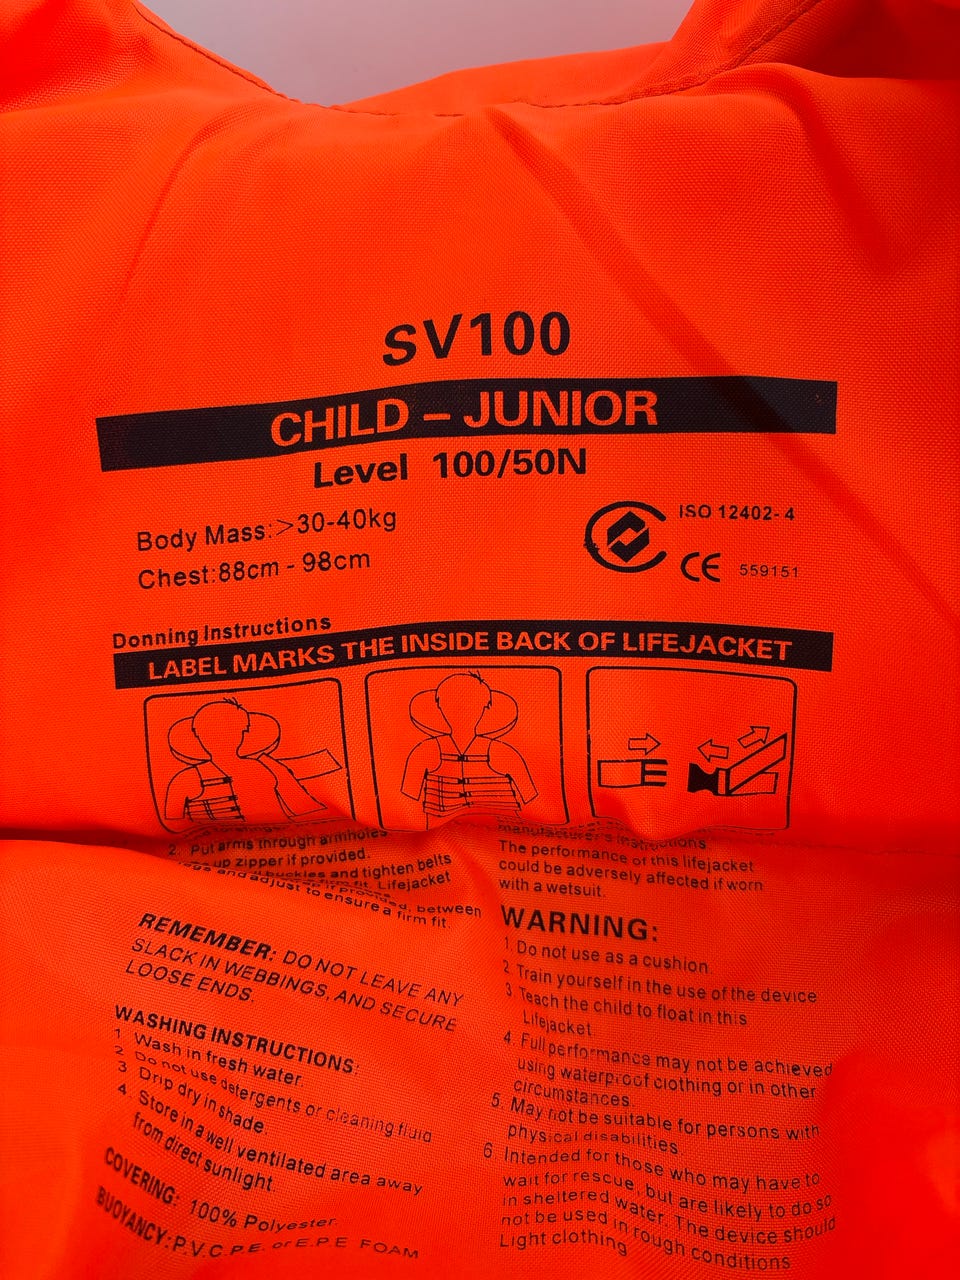 SV100
CHILD – JUNIOR
Level 100/50N
Body Mass:>30-40kg
Chest:88cm - 98cm
ISO 12402-4
CE 559151
Donning Instructions
LABEL MARKS THE INSIDE BACK OF LIFEJACKET
2. Put arms through armholes
up zipper if provided.
buckles and tighten belts
and adjust firm fit. Lifejacket
if provided, between
to ensure a firm fit.
REMEMBER: DO NOT LEAVE ANY
SLACK IN WEBBINGS, AND SECURE
LOOSE ENDS.
WASHING INSTRUCTIONS:
1 Wash in fresh water
2 Do not use detergents or cleaning fluid
3 Drip dry in shade.
4. Store in a well ventilated area away
from direct sunlight.
COVERING: 100% Polyester.
BUOYANCY:P.V.C P.E. or E.P.E FOAM
manufacturer's instructions.
The performance of this lifejacket
could be adversely affected if worn
with a wetsuit.
WARNING:
1. Do not use as a cushion.
2 Train yourself in the use of the device
3. Teach the child to float in this
Lifejacket
4. Full performance may not be achieved
using waterproof clothing or in other
circumstances.
5. May not be suitable for persons with
physical disabilities.
6 Intended for those who may have to
wait for rescue, but are likely to do so
in sheltered water. The device should
not be used in rough conditions
Light clothing